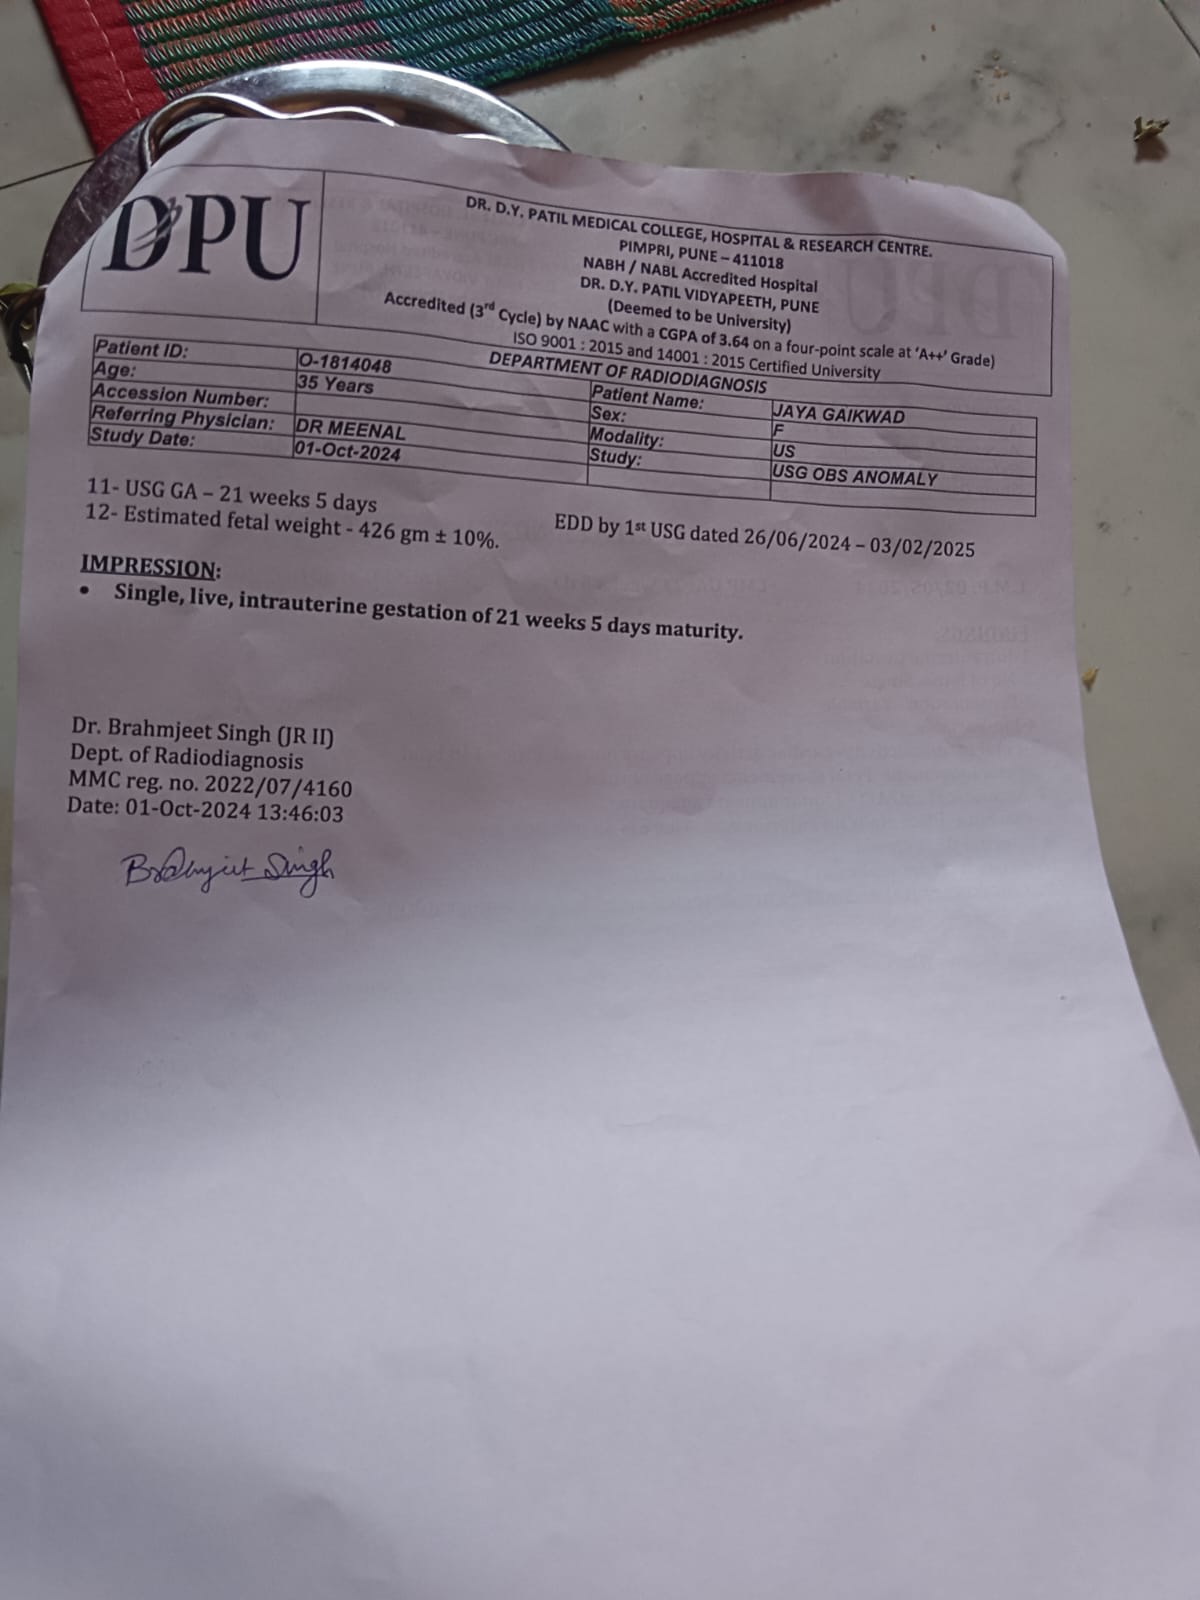 DPU
DR. D.Y. PATIL MEDICAL COLLEGE, HOSPITAL & RESEARCH CENTRE.
PIMPRI, PUNE – 411018
NABH / NABL Accredited Hospital
DR. D.Y. PATIL VIDYAPEETH, PUNE
(Deemed to be University)
Accredited (3rd Cycle) by NAAC with a CGPA of 3.64 on a four-point scale at 'A++' Grade)
ISO 9001 : 2015 and 14001 : 2015 Certified University
DEPARTMENT OF RADIODIAGNOSIS
Patient ID: O-1814048 Patient Name: JAYA GAIKWAD
Age: 35 Years Sex: F
Accession Number: Modality: US
Referring Physician: DR MEENAL Study: USG OBS ANOMALY
Study Date: 01-Oct-2024
11- USG GA – 21 weeks 5 days EDD by 1st USG dated 26/06/2024 – 03/02/2025
12- Estimated fetal weight - 426 gm ± 10%.
IMPRESSION:
• Single, live, intrauterine gestation of 21 weeks 5 days maturity.
Dr. Brahmjeet Singh (JR II)
Dept. of Radiodiagnosis
MMC reg. no. 2022/07/4160
Date: 01-Oct-2024 13:46:03
Brahmjeet Singh